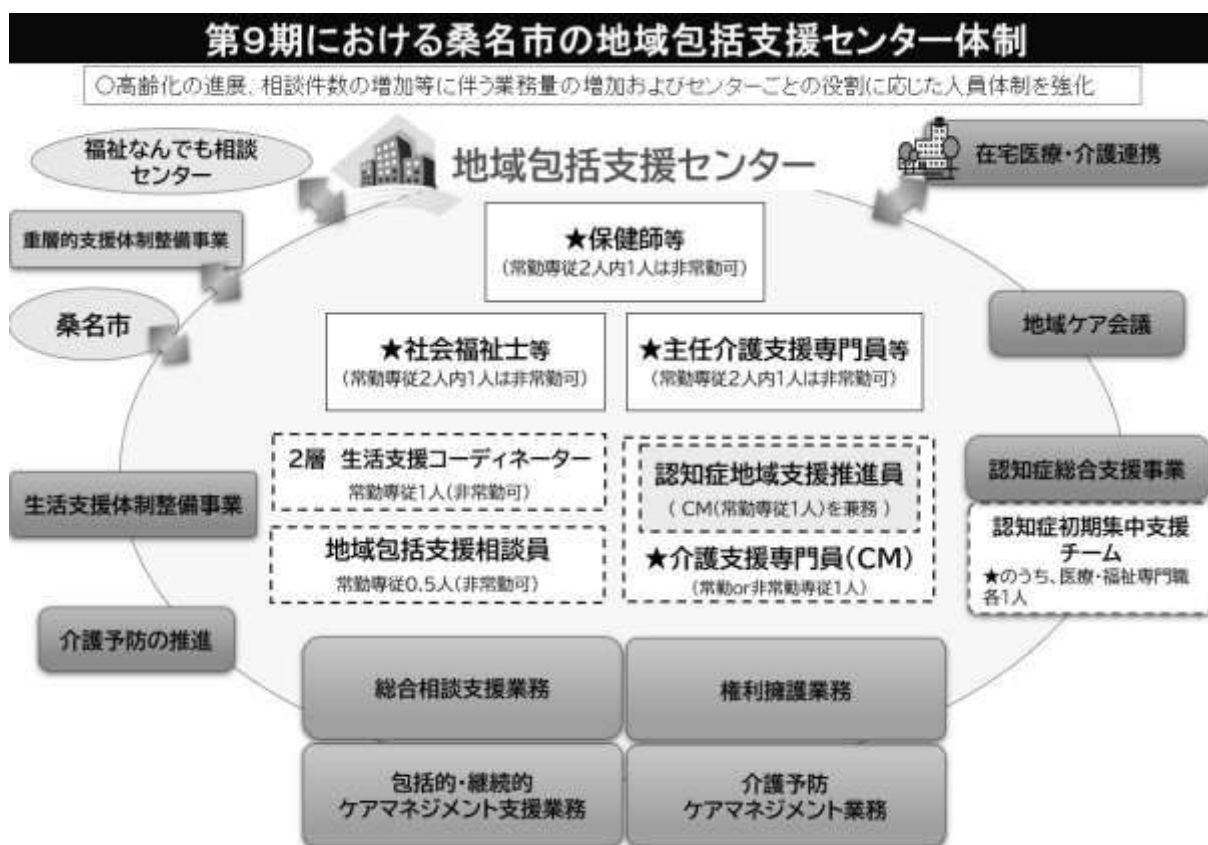 第9期における桑名市の地域包括支援センター体制
○高齢化の進展、相談件数の増加等に伴う業務量の増加およびセンターごとの役割に応じた人員体制を強化
福祉なんでも相談
センター
地域包括支援センター
在宅医療・介護連携
重層的支援体制整備事業
桑名市
★保健師等
(常勤専従2人内1人は非常勤可)
地域ケア会議
★社会福祉士等
(常勤専従2人内1人は非常勤可)
★主任介護支援専門員等
(常勤専従2人内1人は非常勤可)
2層 生活支援コーディネーター
常勤専従1人(非常勤可)
認知症地域支援推進員
( CM(常勤専従1人)を兼務 )
認知症総合支援事業
生活支援体制整備事業
地域包括支援相談員
常勤専従0.5人(非常勤可)
★介護支援専門員(CM)
(常勤or非常勤専従1人)
認知症初期集中支援
チーム
★のうち、医療・福祉専門職
各1人
介護予防の推進
総合相談支援業務
権利擁護業務
包括的・継続的
ケアマネジメント支援業務
介護予防
ケアマネジメント業務